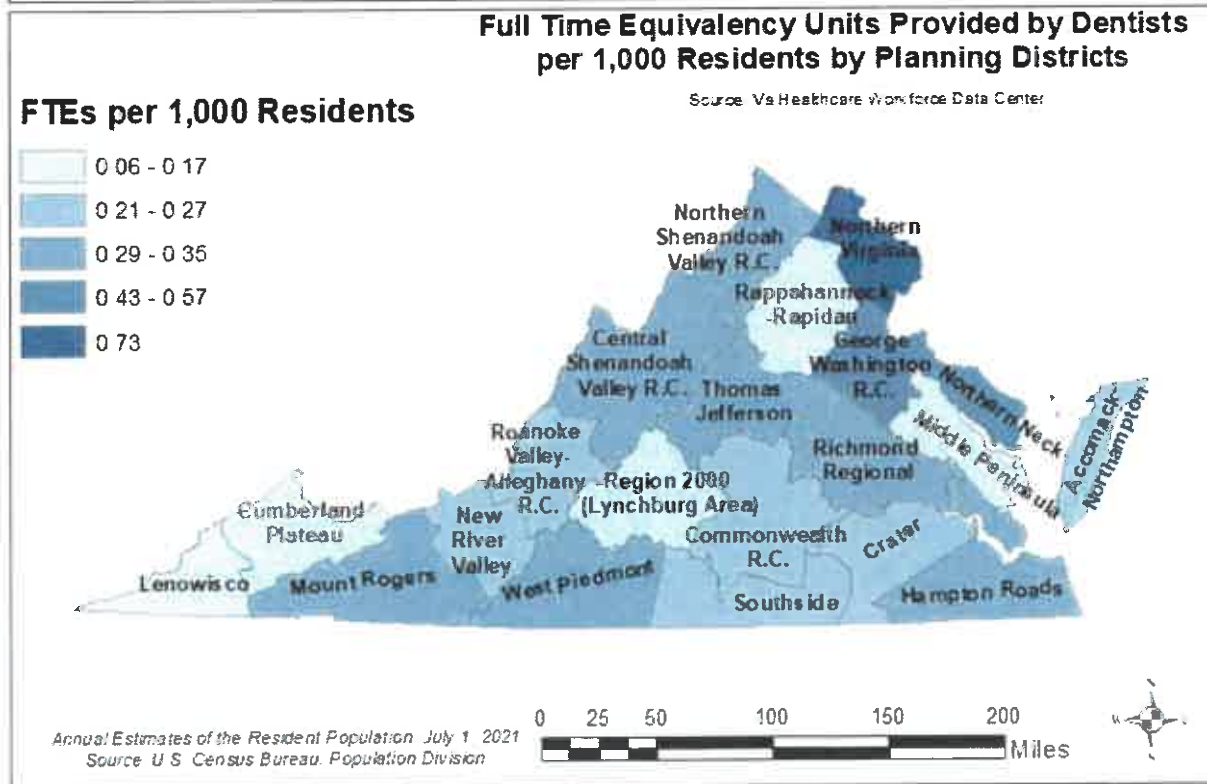 Full Time Equivalency Units Provided by Dentists
per 1,000 Residents by Planning Districts
Source: Va Healthcare Workforce Data Center
FTEs per 1,000 Residents
0 06 - 0 17
0 21 - 0 27
0 29 - 0 35
0 43 - 0 57
0 73
Northern
Shenandoah
Valley R.C.
Northern
Virginia
Rappahannock
-Rapidan
Central
Shenandoah
Valley R.C.
George
Washington
R.C.
Thomas
Jefferson
Northern Neck
Middle Peninsula
Accomack
Northampton
Roanoke
Valley-
Alleghany
R.C.
Richmond
Regional
Region 2000
(Lynchburg Area)
Cumberland
Plateau
New
River
Valley
Commonwealth
R.C.
Crater
Lenowisco
Mount Rogers
West Piedmont
Southside
Hampton Roads
Annual Estimates of the Resident Population July 1 2021
Source U S Census Bureau. Population Division
0 25 50 100 150 200
Miles